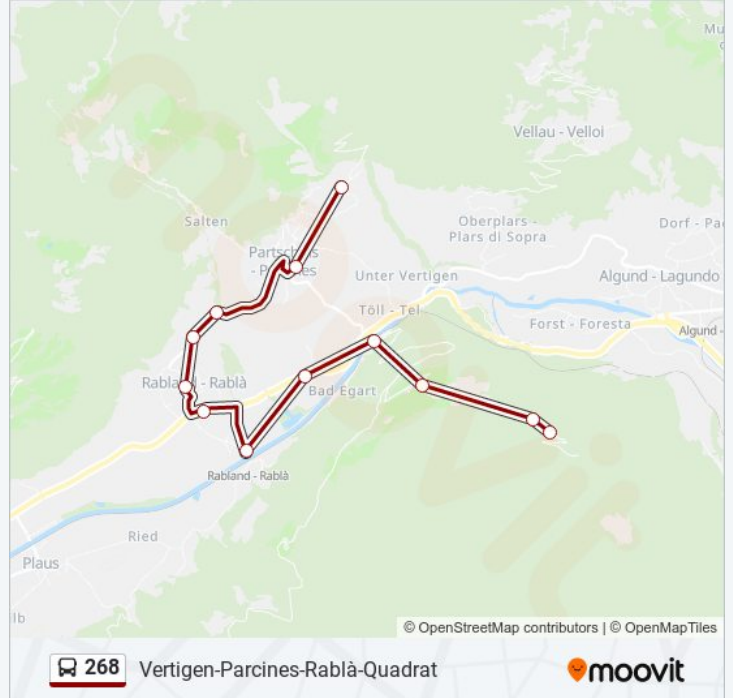 Mu
Vellau - Velloi
Salten
Oberplars -
Plars di Sopra
Dorf - Pa
Unter Vertigen
Algund - Lagundo
Töll - Tel
Forst - Foresta
Algund -
Rabland - Rablà
Bad Egart
Rabland - Rablà
Ried
Plaus
lb
© OpenStreetMap contributors | © OpenMapTiles
268 Vertigen-Parcines-Rablà-Quadrat
moovit